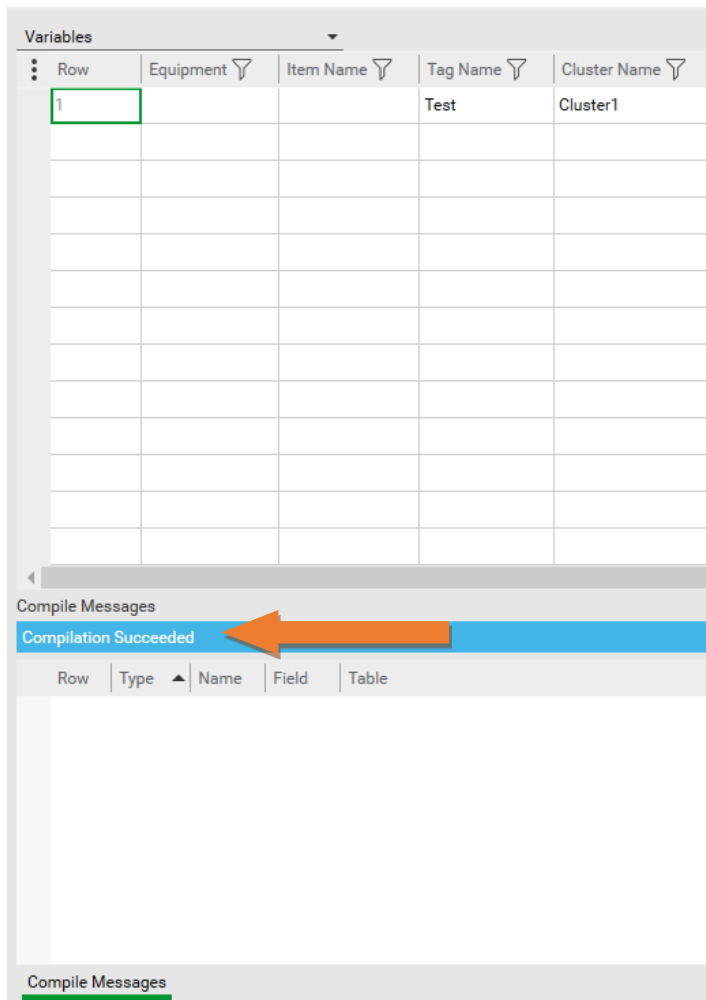 Variables
Row Equipment Item Name Tag Name Cluster Name
1 Test Cluster1
Compile Messages
Compilation Succeeded
Row Type Name Field Table
Compile Messages